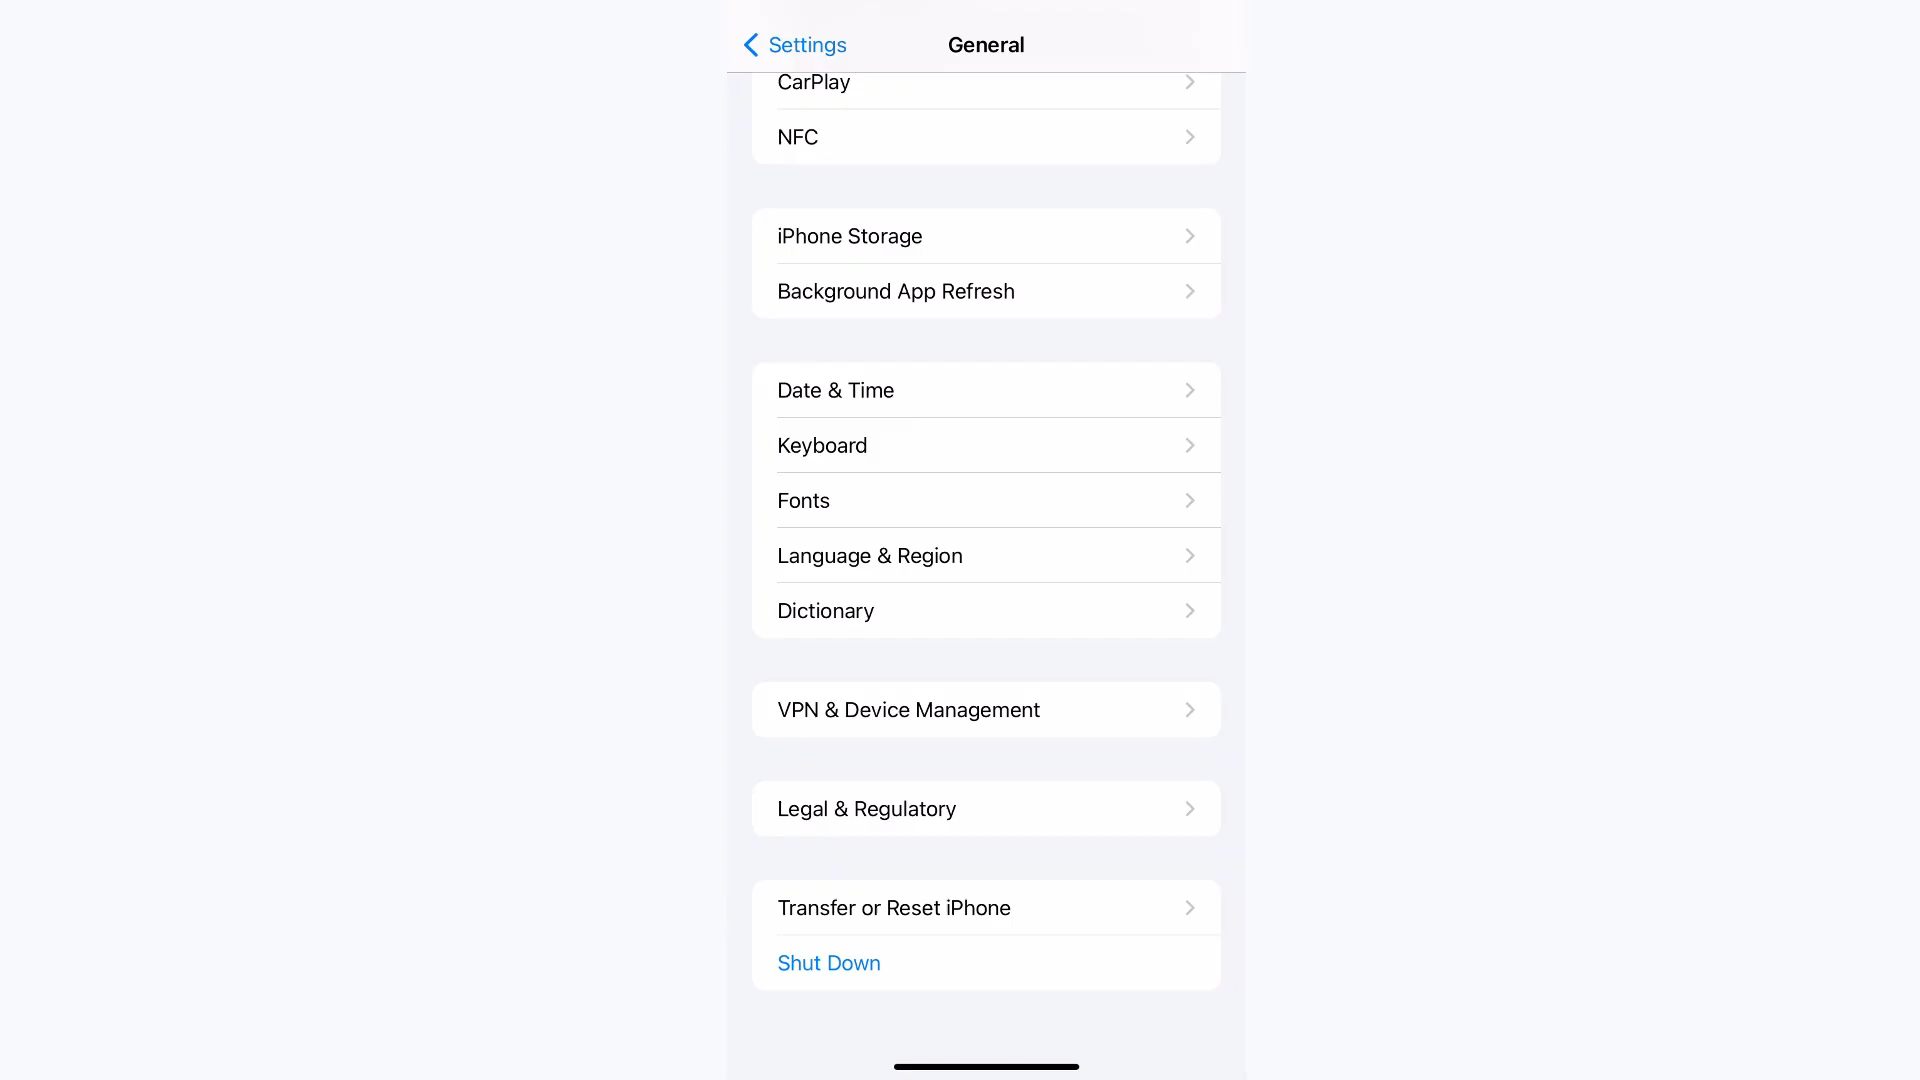 Settings
General
CarPlay
NFC
iPhone Storage
Background App Refresh
Date & Time
Keyboard
Fonts
Language & Region
Dictionary
VPN & Device Management
Legal & Regulatory
Transfer or Reset iPhone
Shut Down